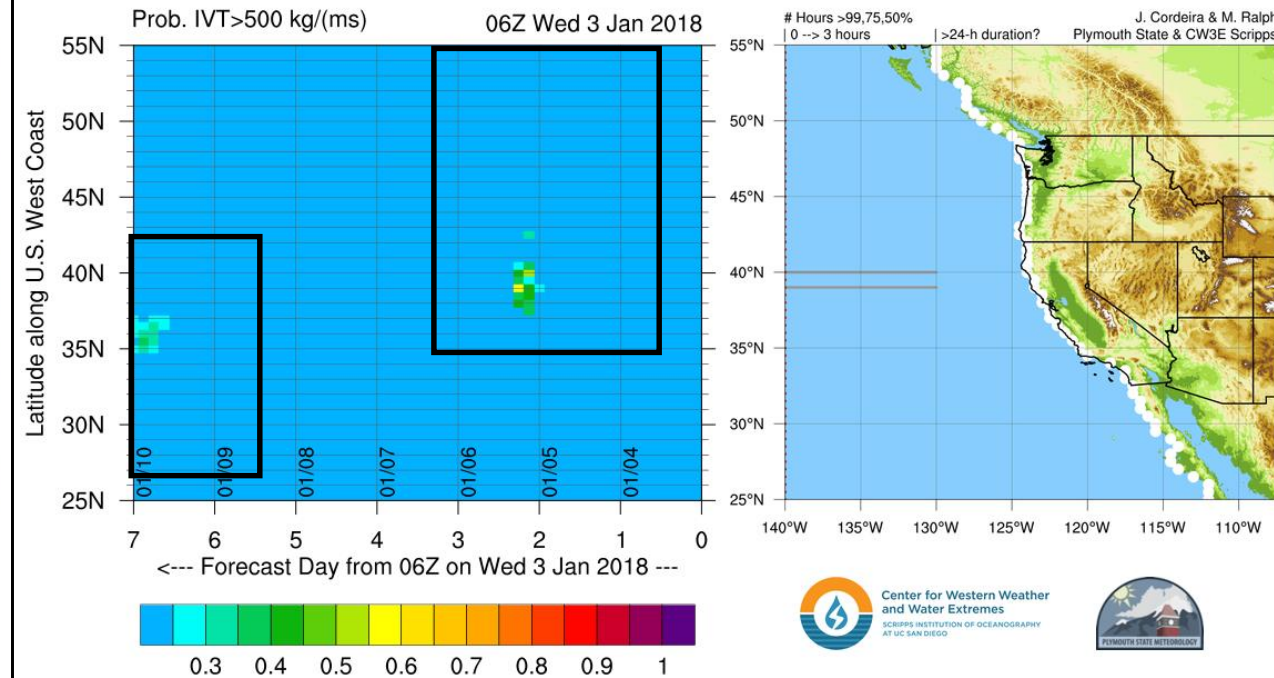 Prob. IVT>500 kg/(ms) 06Z Wed 3 Jan 2018
# Hours >99,75,50% J. Cordeira & M. Ralph
| 0 --> 3 hours | >24-h duration? Plymouth State & CW3E Scripps
55N
50N
45N
40N
35N
30N
25N
Latitude along U.S. West Coast
01/10 01/09 01/08 01/07 01/06 01/05 01/04
7 6 5 4 3 2 1 0
<--- Forecast Day from 06Z on Wed 3 Jan 2018 ---
0.3 0.4 0.5 0.6 0.7 0.8 0.9 1
55°N
50°N
45°N
40°N
35°N
30°N
25°N
140°W 135°W 130°W 125°W 120°W 115°W 110°W
Center for Western Weather
and Water Extremes
SCRIPPS INSTITUTION OF OCEANOGRAPHY
AT UC SAN DIEGO
PLYMOUTH STATE METEOROLOGY